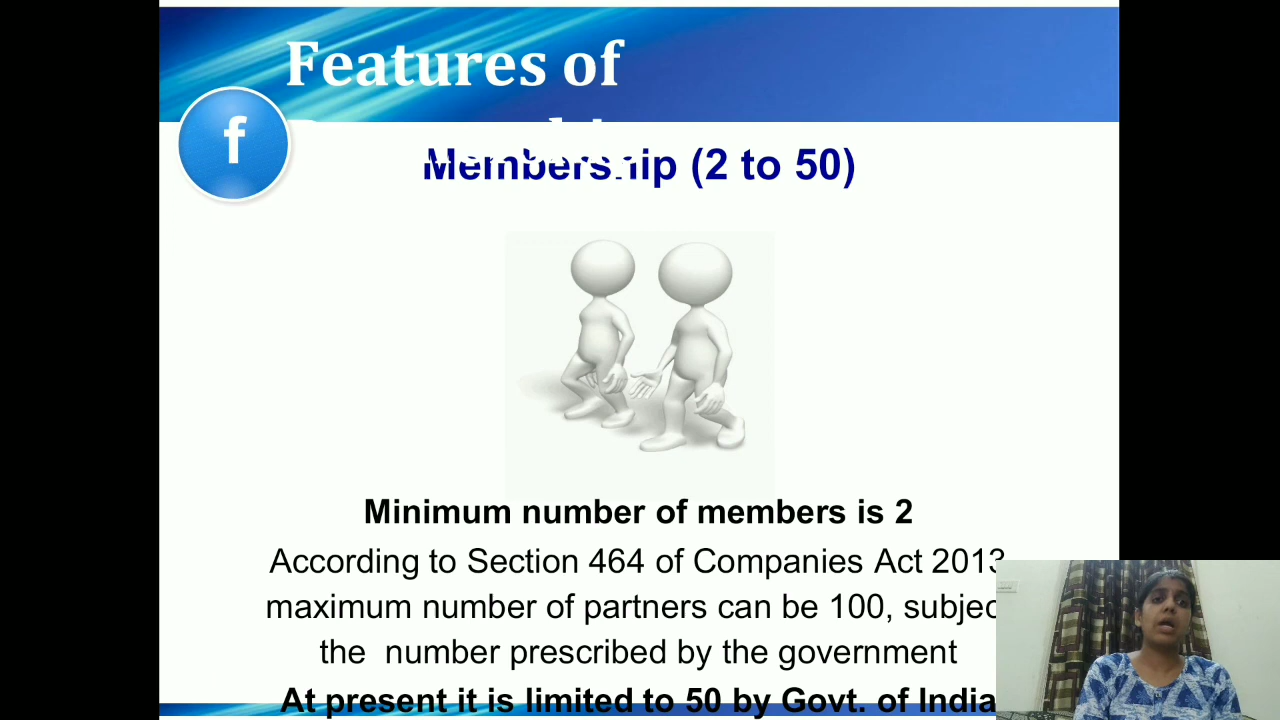 Features of
f
Membership (2 to 50)
Minimum number of members is 2
According to Section 464 of Companies Act 2013
maximum number of partners can be 100, subjec
the number prescribed by the government
At present it is limited to 50 by Govt. of India